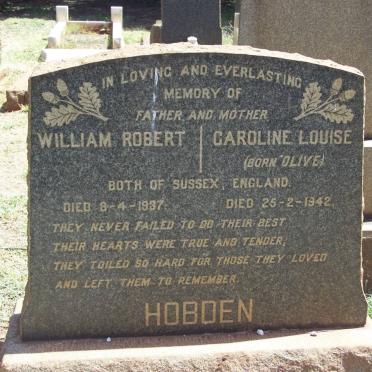 IN LOVING AND EVERLASTING
MEMORY OF
FATHER AND MOTHER
WILLIAM ROBERT CAROLINE LOUISE
(BORN OLIVE)
BOTH OF SUSSEX, ENGLAND.
DIED 8-4-1937. DIED 25-2-1942.
THEY NEVER FAILED TO DO THEIR BEST
THEIR HEARTS WERE TRUE AND TENDER,
THEY TOILED SO HARD FOR THOSE THEY LOVED
AND LEFT THEM TO REMEMBER.
HOBDEN